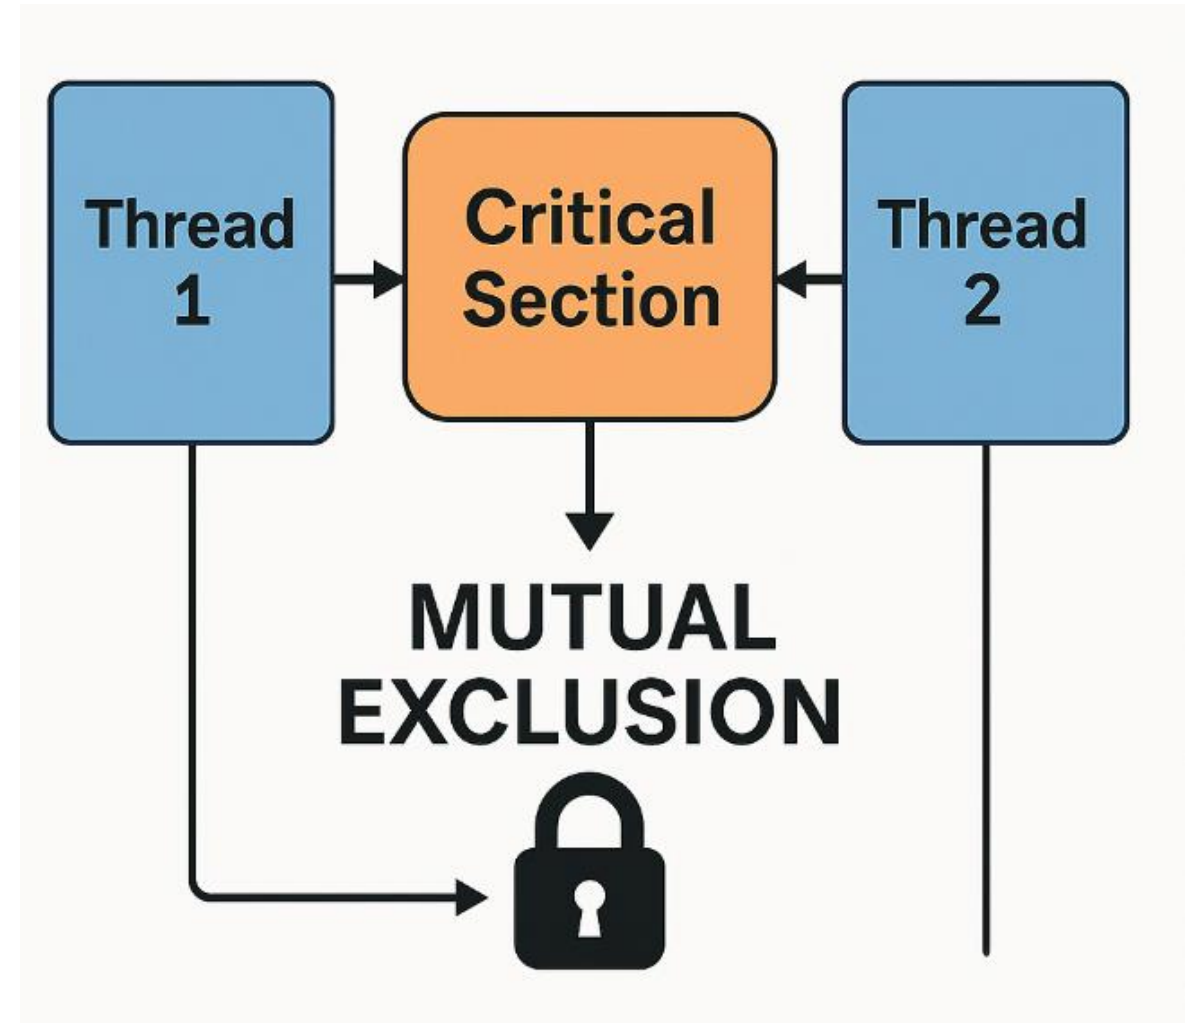 Thread
1
Critical
Section
Thread
2
MUTUAL
EXCLUSION